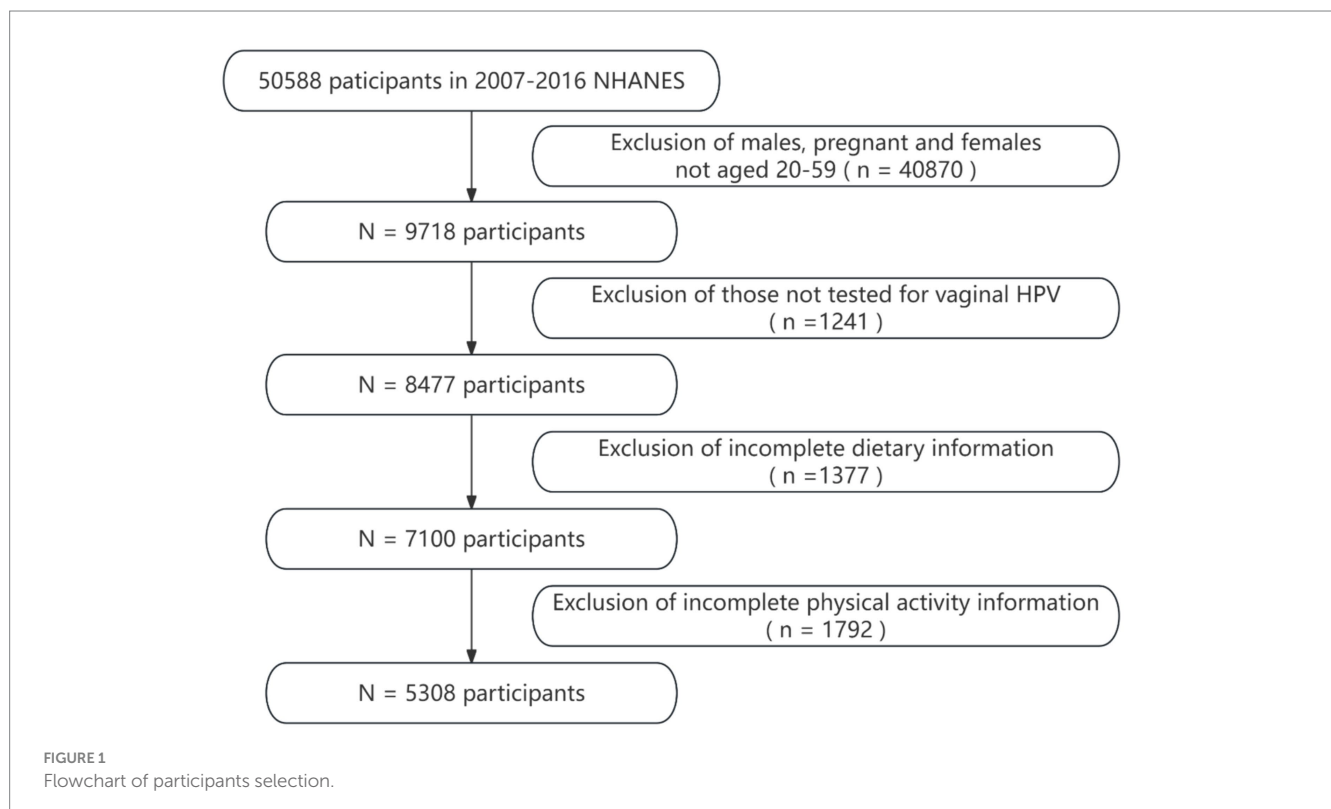 50588 paticipants in 2007-2016 NHANES
Exclusion of males, pregnant and females
not aged 20-59 ( n = 40870 )
N = 9718 participants
Exclusion of those not tested for vaginal HPV
( n =1241 )
N = 8477 participants
Exclusion of incomplete dietary information
( n =1377 )
N = 7100 participants
Exclusion of incomplete physical activity information
( n = 1792 )
N = 5308 participants
FIGURE 1
Flowchart of participants selection.